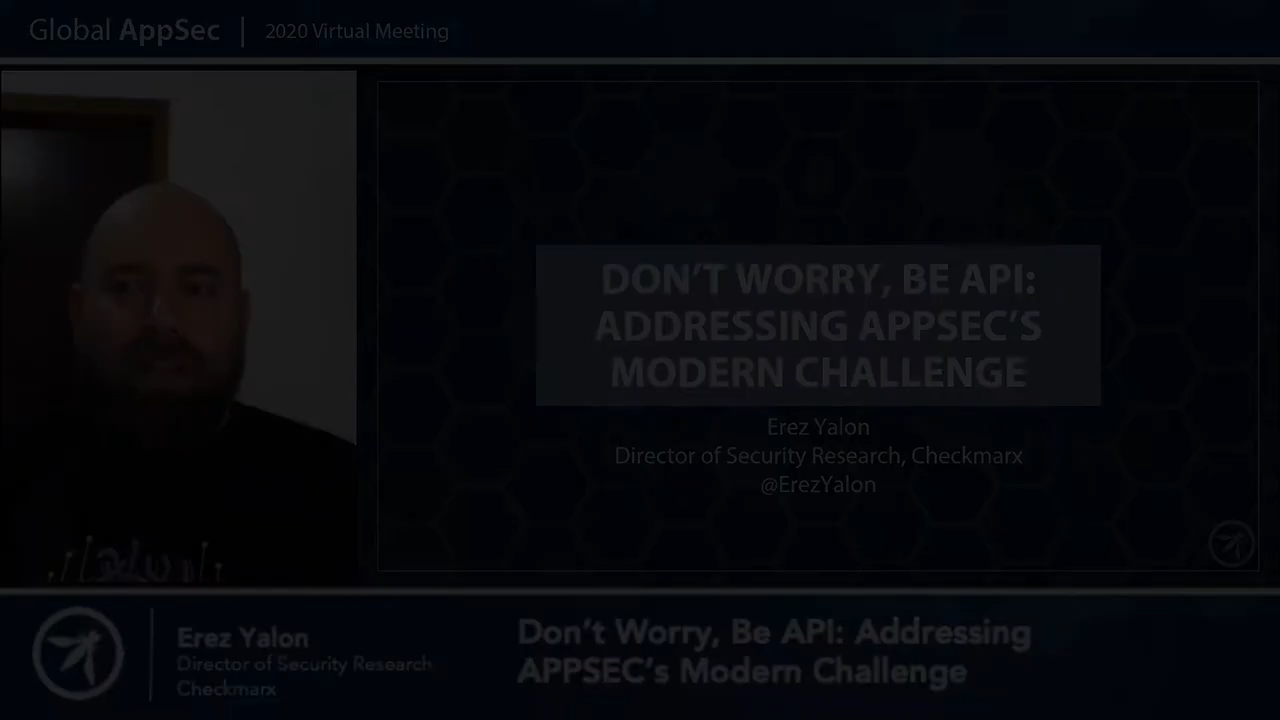 Global AppSec | 2020 Virtual Meeting
DON'T WORRY, BE API:
ADDRESSING APPSEC'S
MODERN CHALLENGE
Erez Yalon
Director of Security Research, Checkmarx
@ErezYalon
Erez Yalon
Director of Security Research
Checkmarx
Don't Worry, Be API: Addressing
APPSEC's Modern Challenge